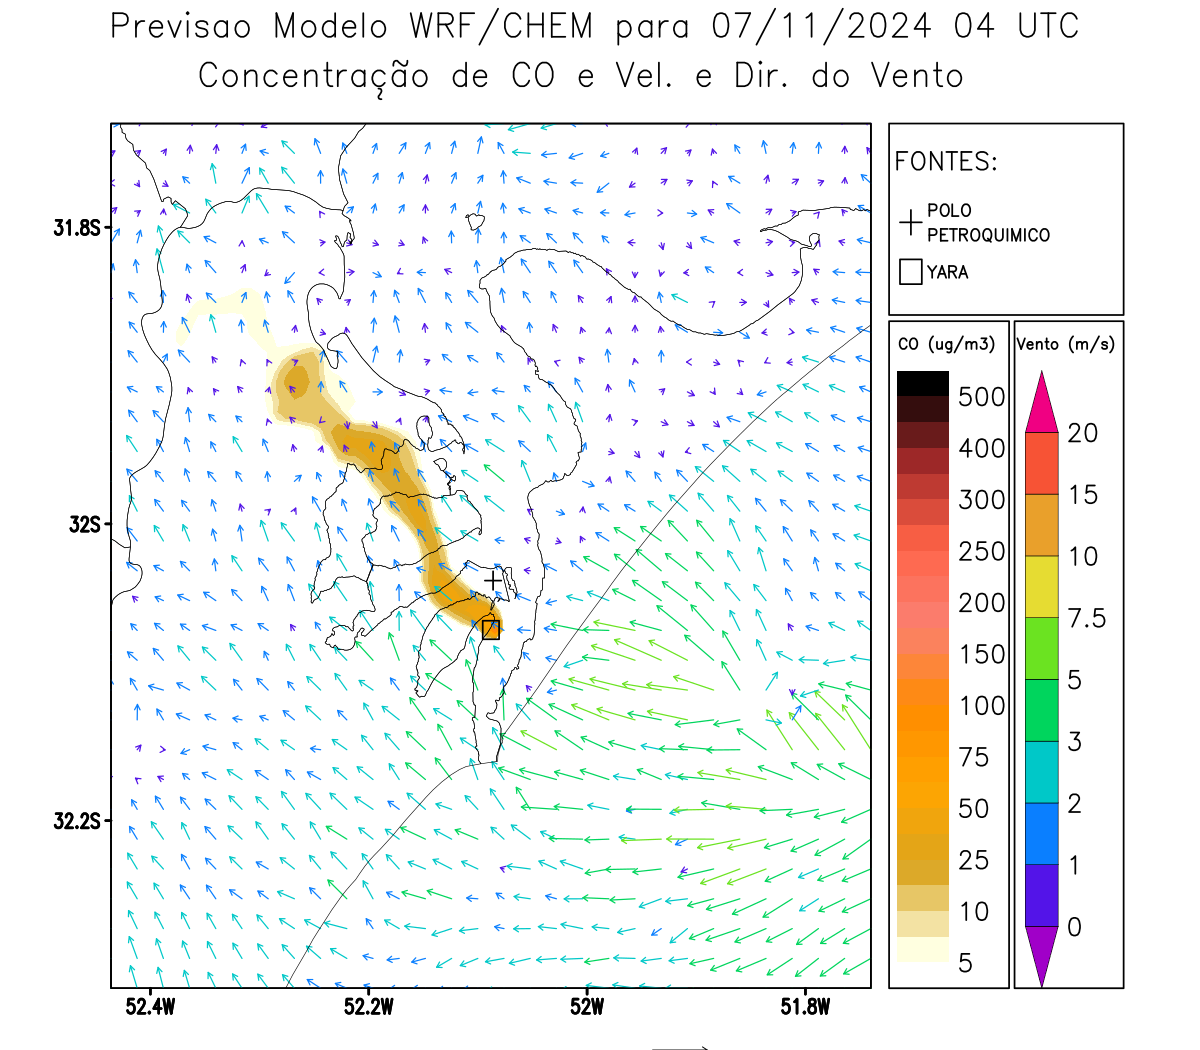 Previsao Modelo WRF/CHEM para 07/11/2024 04 UTC
Concentração de CO e Vel. e Dir. do Vento
FONTES:
POLO
PETROQUIMICO
YARA
CO (ug/m3)
500
400
300
250
200
150
100
75
50
25
10
5
Vento (m/s)
20
15
10
7.5
5
3
2
1
0
31.8S
32S
32.2S
52.4W
52.2W
52W
51.8W